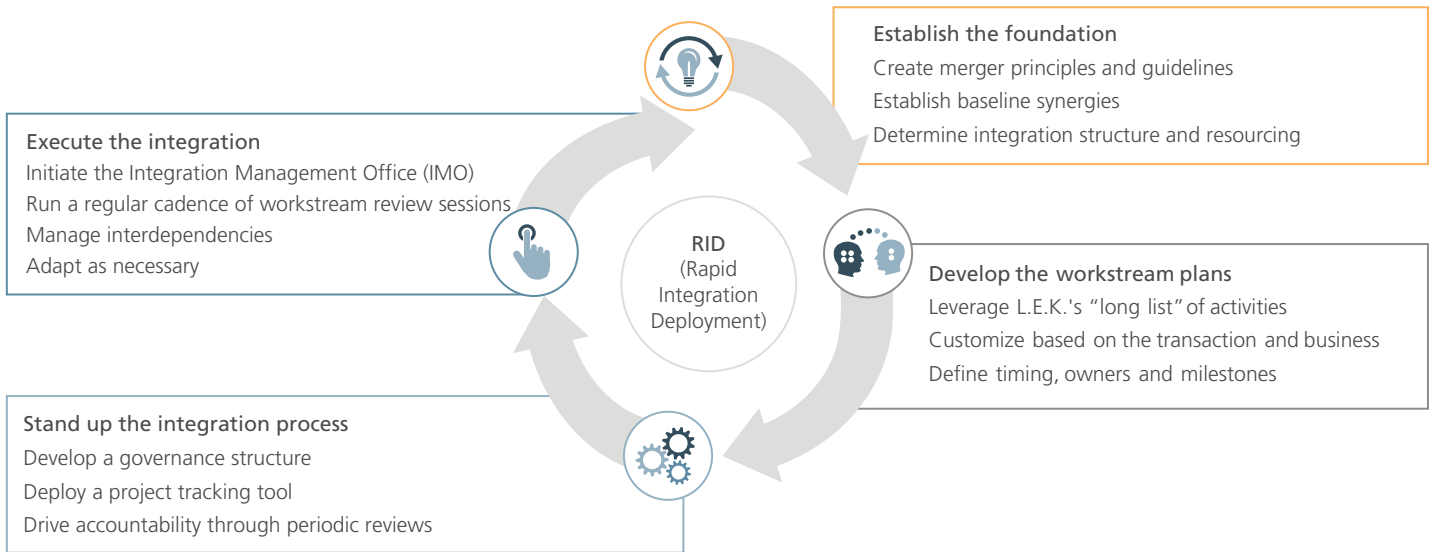 Establish the foundation
Create merger principles and guidelines
Establish baseline synergies
Determine integration structure and resourcing
Execute the integration
Initiate the Integration Management Office (IMO)
Run a regular cadence of workstream review sessions
Manage interdependencies
Adapt as necessary
RID
(Rapid
Integration
Deployment)
Develop the workstream plans
Leverage L.E.K.'s “long list” of activities
Customize based on the transaction and business
Define timing, owners and milestones
Stand up the integration process
Develop a governance structure
Deploy a project tracking tool
Drive accountability through periodic reviews